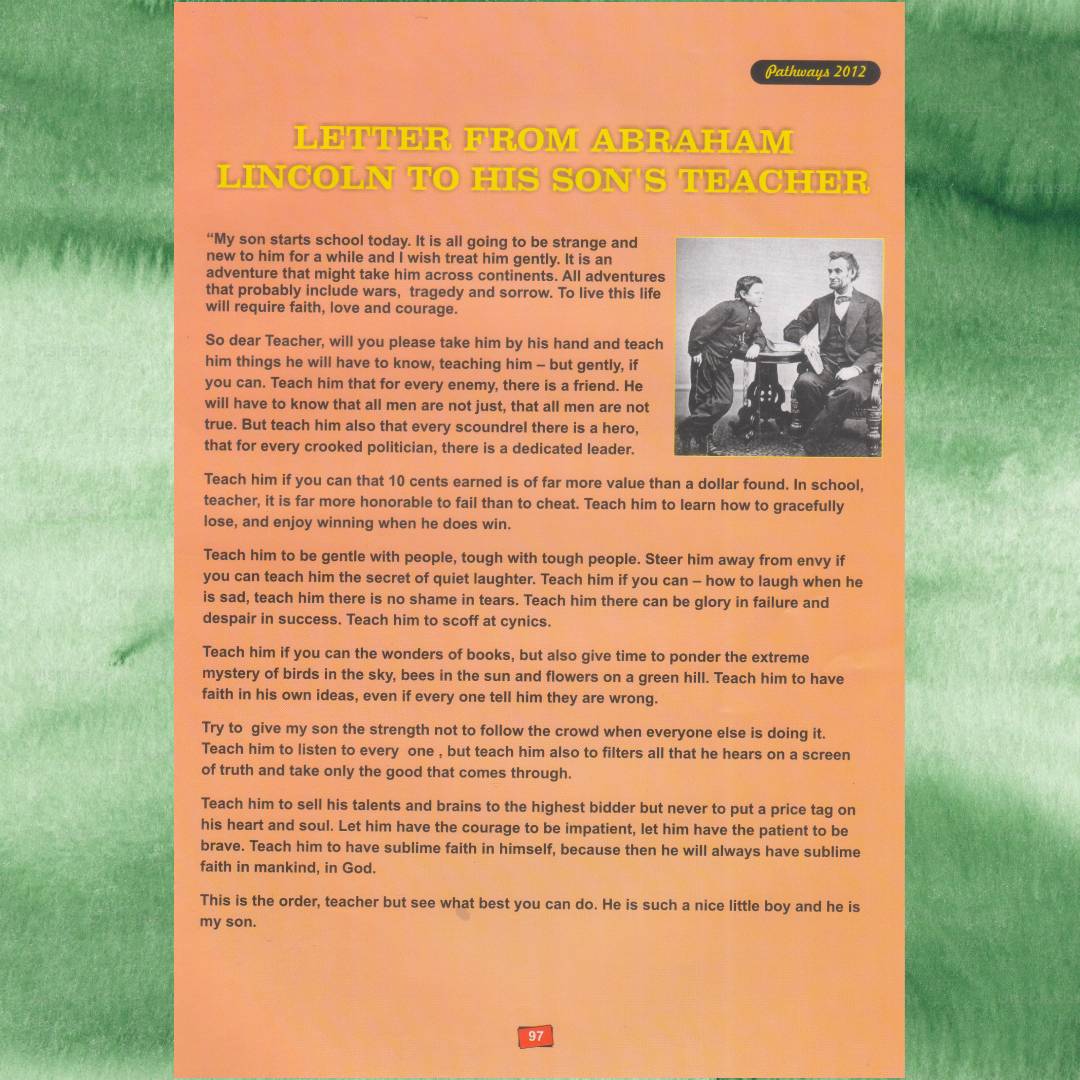 Pathways 2012
LETTER FROM ABRAHAM
LINCOLN TO HIS SON'S TEACHER
“My son starts school today. It is all going to be strange and
new to him for a while and I wish treat him gently. It is an
adventure that might take him across continents. All adventures
that probably include wars,  tragedy and sorrow. To live this life
will require faith, love and courage.
So dear Teacher, will you please take him by his hand and teach
him things he will have to know, teaching him – but gently, if
you can. Teach him that for every enemy, there is a friend. He
will have to know that all men are not just, that all men are not
true. But teach him also that every scoundrel there is a hero,
that for every crooked politician, there is a dedicated leader.
Teach him if you can that 10 cents earned is of far more value than a dollar found. In school,
teacher, it is far more honorable to fail than to cheat. Teach him to learn how to gracefully
lose, and enjoy winning when he does win.
Teach him to be gentle with people, tough with tough people. Steer him away from envy if
you can teach him the secret of quiet laughter. Teach him if you can – how to laugh when he
is sad, teach him there is no shame in tears. Teach him there can be glory in failure and
despair in success. Teach him to scoff at cynics.
Teach him if you can the wonders of books, but also give time to ponder the extreme
mystery of birds in the sky, bees in the sun and flowers on a green hill. Teach him to have
faith in his own ideas, even if every one tell him they are wrong.
Try to  give my son the strength not to follow the crowd when everyone else is doing it.
Teach him to listen to every  one , but teach him also to filters all that he hears on a screen
of truth and take only the good that comes through.
Teach him to sell his talents and brains to the highest bidder but never to put a price tag on
his heart and soul. Let him have the courage to be impatient, let him have the patient to be
brave. Teach him to have sublime faith in himself, because then he will always have sublime
faith in mankind, in God.
This is the order, teacher but see what best you can do. He is such a nice little boy and he is
my son.
97